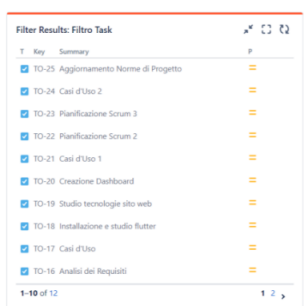 Filter Results: Filtro Task
T Key Summary P
TO-25 Aggiornamento Norme di Progetto
TO-24 Casi d'Uso 2
TO-23 Pianificazione Scrum 3
TO-22 Pianificazione Scrum 2
TO-21 Casi d'Uso 1
TO-20 Creazione Dashboard
TO-19 Studio tecnologie sito web
TO-18 Installazione e studio flutter
TO-17 Casi d'Uso
TO-16 Analisi dei Requisiti
1–10 of 12 1 2